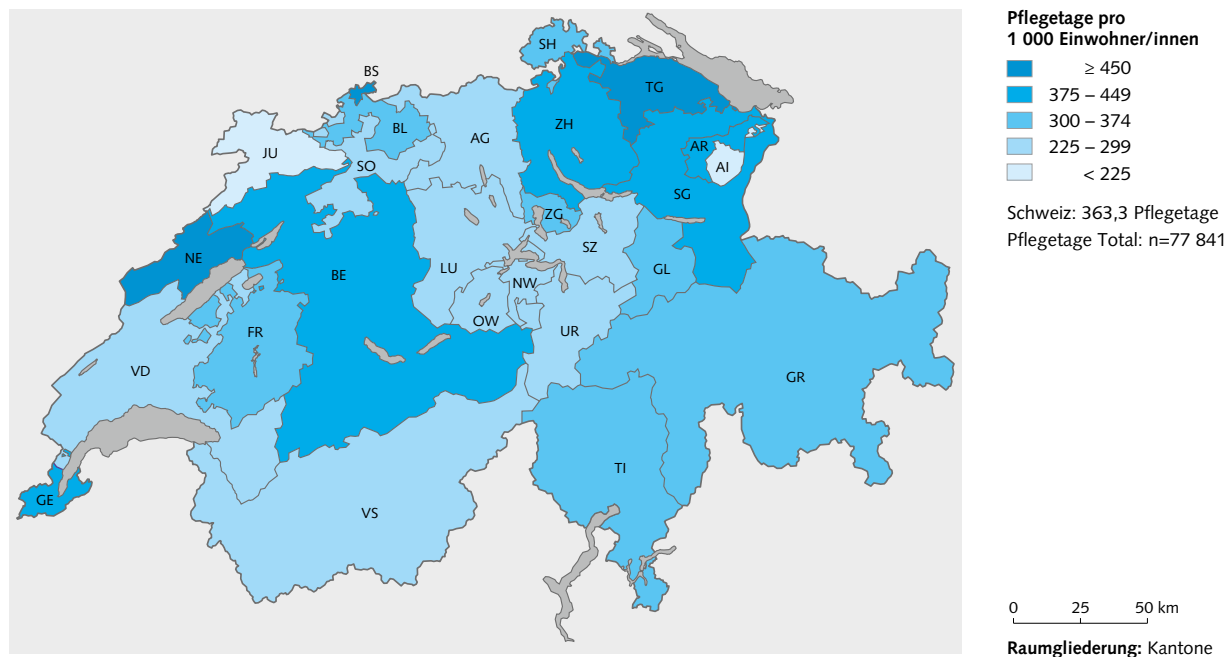 Pflegetage pro
1 000 Einwohner/innen
≥ 450
375 – 449
300 – 374
225 – 299
< 225
Schweiz: 363,3 Pflegetage
Pflegetage Total: n=77 841
SH
BS
TG
BL
ZH
AG
JU
SO
AR
AI
SG
ZG
NE
SZ
BE
LU
GL
NW
OW
FR
UR
VD
GR
TI
GE
VS
0 25 50 km
Raumgliederung: Kantone